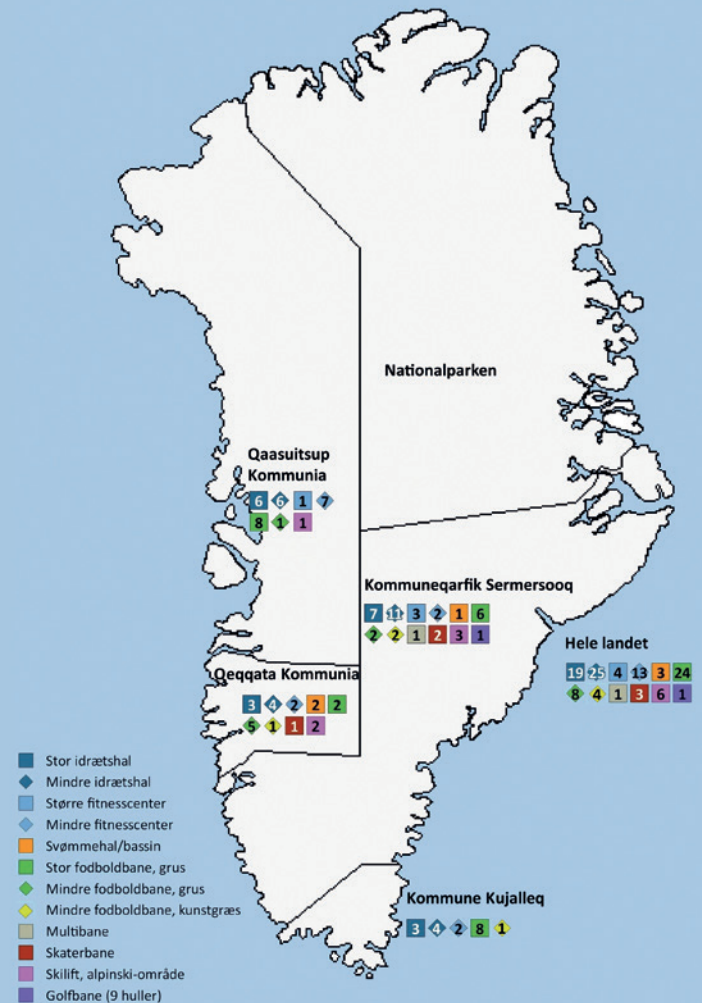 Nationalparken
Qaasuitsup
Kommunia
6 6 1 7
8 1 1
Kommuneqarfik Sermersooq
7 11 3 2 1 6
2 2 1 2 3 1
Hele landet
19 25 4 13 3 24
8 4 1 3 6 1
Qeqqata Kommunia
3 4 2 2 2
5 1 1 2
Stor idrætshal
Mindre idrætshal
Større fitnesscenter
Mindre fitnesscenter
Svømmehal/bassin
Stor fodboldbane, grus
Mindre fodboldbane, grus
Mindre fodboldbane, kunstgræs
Multibane
Skaterbane
Skilift, alpinski-område
Golfbane (9 huller)
Kommune Kujalleq
3 4 2 8 1